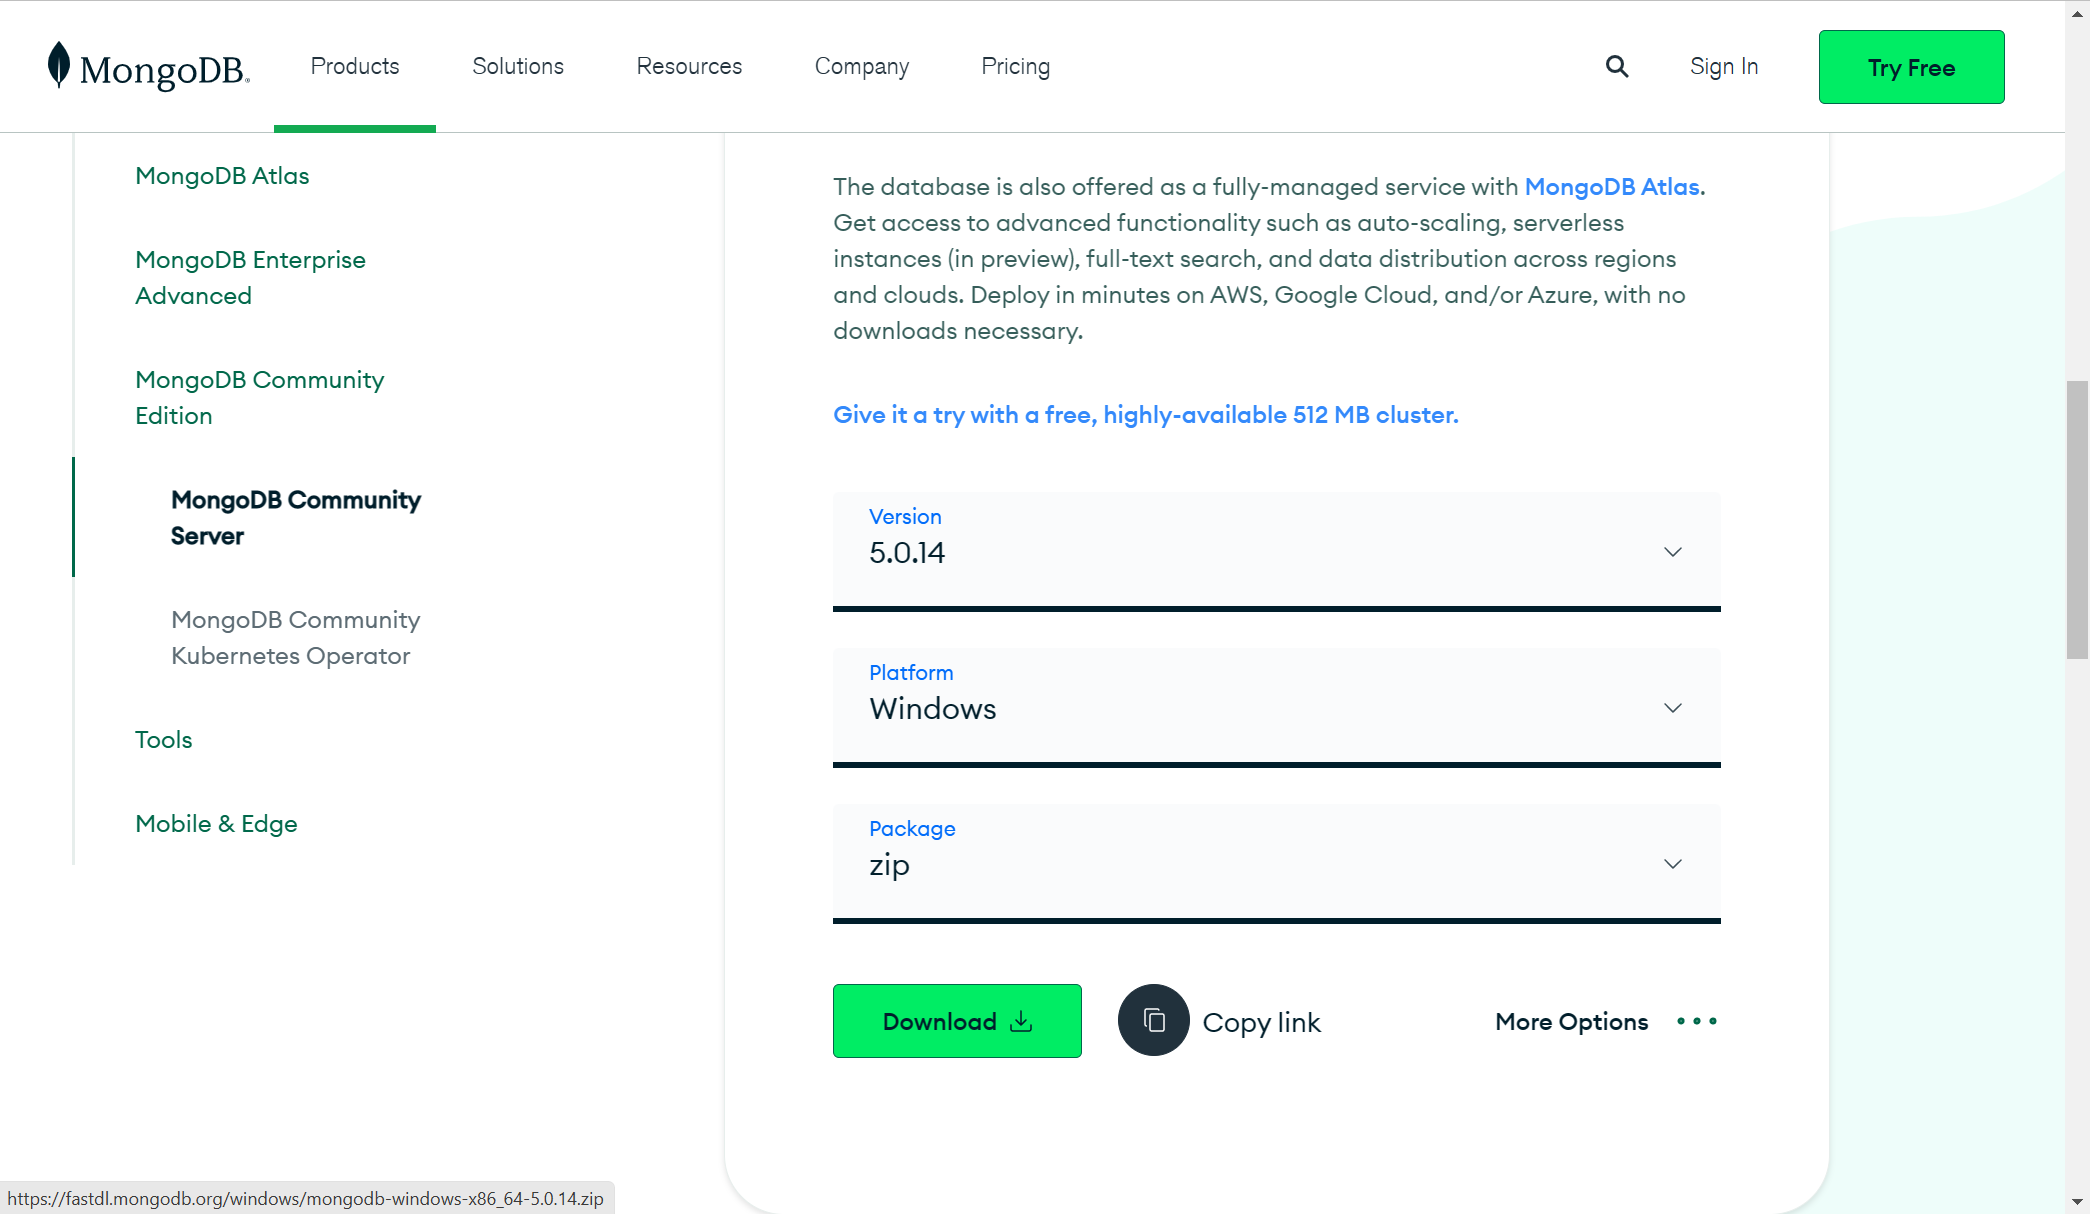 MongoDB.
Products
Solutions
Resources
Company
Pricing
Sign In
Try Free
MongoDB Atlas
MongoDB Enterprise
Advanced
MongoDB Community
Edition
MongoDB Community
Server
MongoDB Community
Kubernetes Operator
Tools
Mobile & Edge
The database is also offered as a fully-managed service with MongoDB Atlas.
Get access to advanced functionality such as auto-scaling, serverless
instances (in preview), full-text search, and data distribution across regions
and clouds. Deploy in minutes on AWS, Google Cloud, and/or Azure, with no
downloads necessary.
Give it a try with a free, highly-available 512 MB cluster.
Version
5.0.14
Platform
Windows
Package
zip
Download
Copy link
More Options
https://fastdl.mongodb.org/windows/mongodb-windows-x86_64-5.0.14.zip